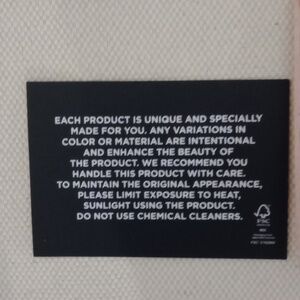 EACH PRODUCT IS UNIQUE AND SPECIALLY
MADE FOR YOU. ANY VARIATIONS IN
COLOR OR MATERIAL ARE INTENTIONAL
AND ENHANCE THE BEAUTY OF
THE PRODUCT. WE RECOMMEND YOU
HANDLE THIS PRODUCT WITH CARE.
TO MAINTAIN THE ORIGINAL APPEARANCE,
PLEASE LIMIT EXPOSURE TO HEAT,
SUNLIGHT USING THE PRODUCT.
DO NOT USE CHEMICAL CLEANERS.
FSC